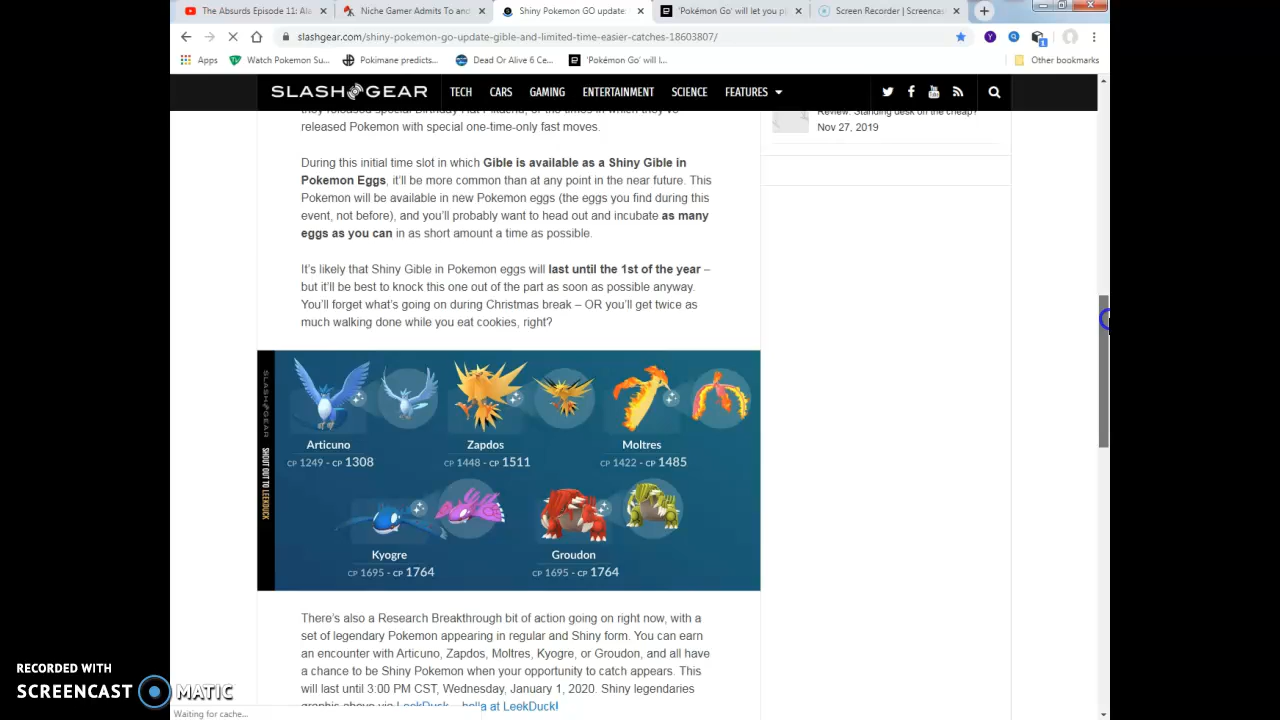 The Absurds Episode 11: Al
Niche Gamer Admits To and
Shiny Pokemon GO update
'Pokémon Go' will let you p
Screen Recorder | Screencas
slashgear.com/shiny-pokemon-go-update-gible-and-limited-time-easier-catches-18603807/
Apps
Watch Pokemon Su...
Pokimane predicts...
Dead Or Alive 6 Ce...
'Pokémon Go' will l...
Other bookmarks
SLASHGEAR
TECH
CARS
GAMING
ENTERTAINMENT
SCIENCE
FEATURES
released Pokemon with special one-time-only fast moves.
Review: Standing desk on the cheap?
Nov 27, 2019
During this initial time slot in which Gible is available as a Shiny Gible in
Pokemon Eggs, it'll be more common than at any point in the near future. This
Pokemon will be available in new Pokemon eggs (the eggs you find during this
event, not before), and you'll probably want to head out and incubate as many
eggs as you can in as short amount a time as possible.
It's likely that Shiny Gible in Pokemon eggs will last until the 1st of the year –
but it'll be best to knock this one out of the part as soon as possible anyway.
You'll forget what's going on during Christmas break – OR you'll get twice as
much walking done while you eat cookies, right?
SLASHGEAR
SHOUT OUT TO LEEKDUCK
Articuno
CP 1249 - CP 1308
Zapdos
CP 1448 - CP 1511
Moltres
CP 1422 - CP 1485
Kyogre
CP 1695 - CP 1764
Groudon
CP 1695 - CP 1764
There's also a Research Breakthrough bit of action going on right now, with a
set of legendary Pokemon appearing in regular and Shiny form. You can earn
an encounter with Articuno, Zapdos, Moltres, Kyogre, or Groudon, and all have
a chance to be Shiny Pokemon when your opportunity to catch appears. This
will last until 3:00 PM CST, Wednesday, January 1, 2020. Shiny legendaries
graphic above via LeekDuck – holla at LeekDuck!
Waiting for cache...
RECORDED WITH
SCREENCAST MATIC